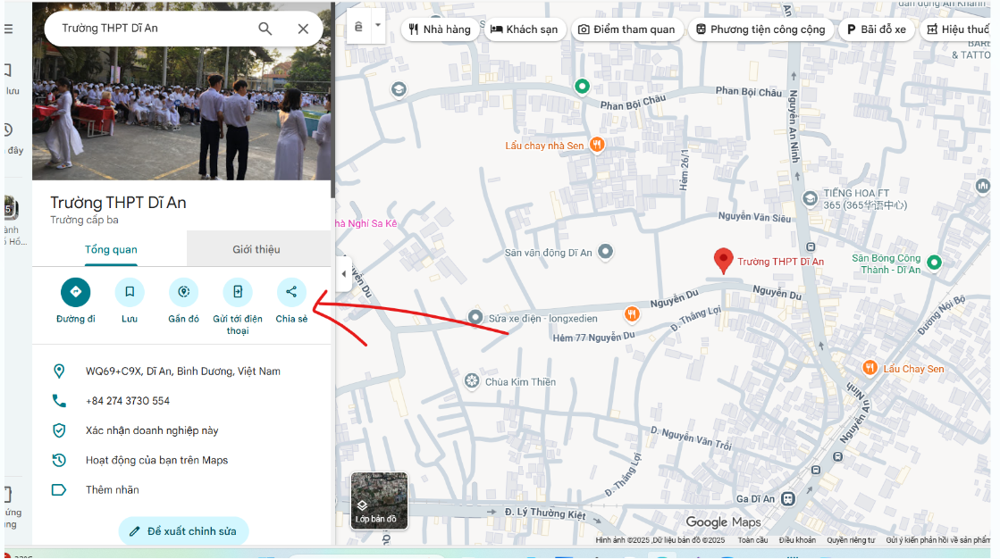 Trường THPT Dĩ An
Nhà hàng
Khách sạn
Điểm tham quan
Phương tiện công cộng
Bãi đỗ xe
Hiệu thuố
& TATTO
lưu
đây
Trường THPT Dĩ An
Trường cấp ba
Tổng quan
Giới thiệu
Đường đi
Lưu
Gần đó
Gửi tới điện
thoại
Chia sẻ
WQ69+C9X, Dĩ An, Bình Dương, Việt Nam
+84 274 3730 554
Xác nhận doanh nghiệp này
Hoạt động của bạn trên Maps
Thêm nhãn
Đề xuất chỉnh sửa
Phan Bội Châu
Phan Bội Châu
Nguyễn An Ninh
Lẩu chay nhà Sen
Hẻm 26/1
TIẾNG HOA FT
365 (365华语中心)
hà Nghỉ Sa Kê
Nguyễn Văn Siêu
Sân vận động Dĩ An
Trường THPT Dĩ An
Sân Bóng Công
Thành - Dĩ An
Nguyễn Du
Nguyễn Du
Đ. Thắng Lợi
Đường Nội Bộ
Sửa xe điện - longxedien
Hẻm 77 Nguyễn Du
Lẩu Chay Sen
Chùa Kim Thiền
Đ. Nguyễn Văn Trỗi
Đ. Thắng Lợi
Ga Dĩ An
Lớp bản đồ
Đ. Lý Thường Kiệt
Google Maps
Hình ảnh ©2025 ,Dữ liệu bản đồ ©2025
Toàn cầu
Điều khoản
Quyền riêng tư
Gửi ý kiến phản hồi về sản phẩm